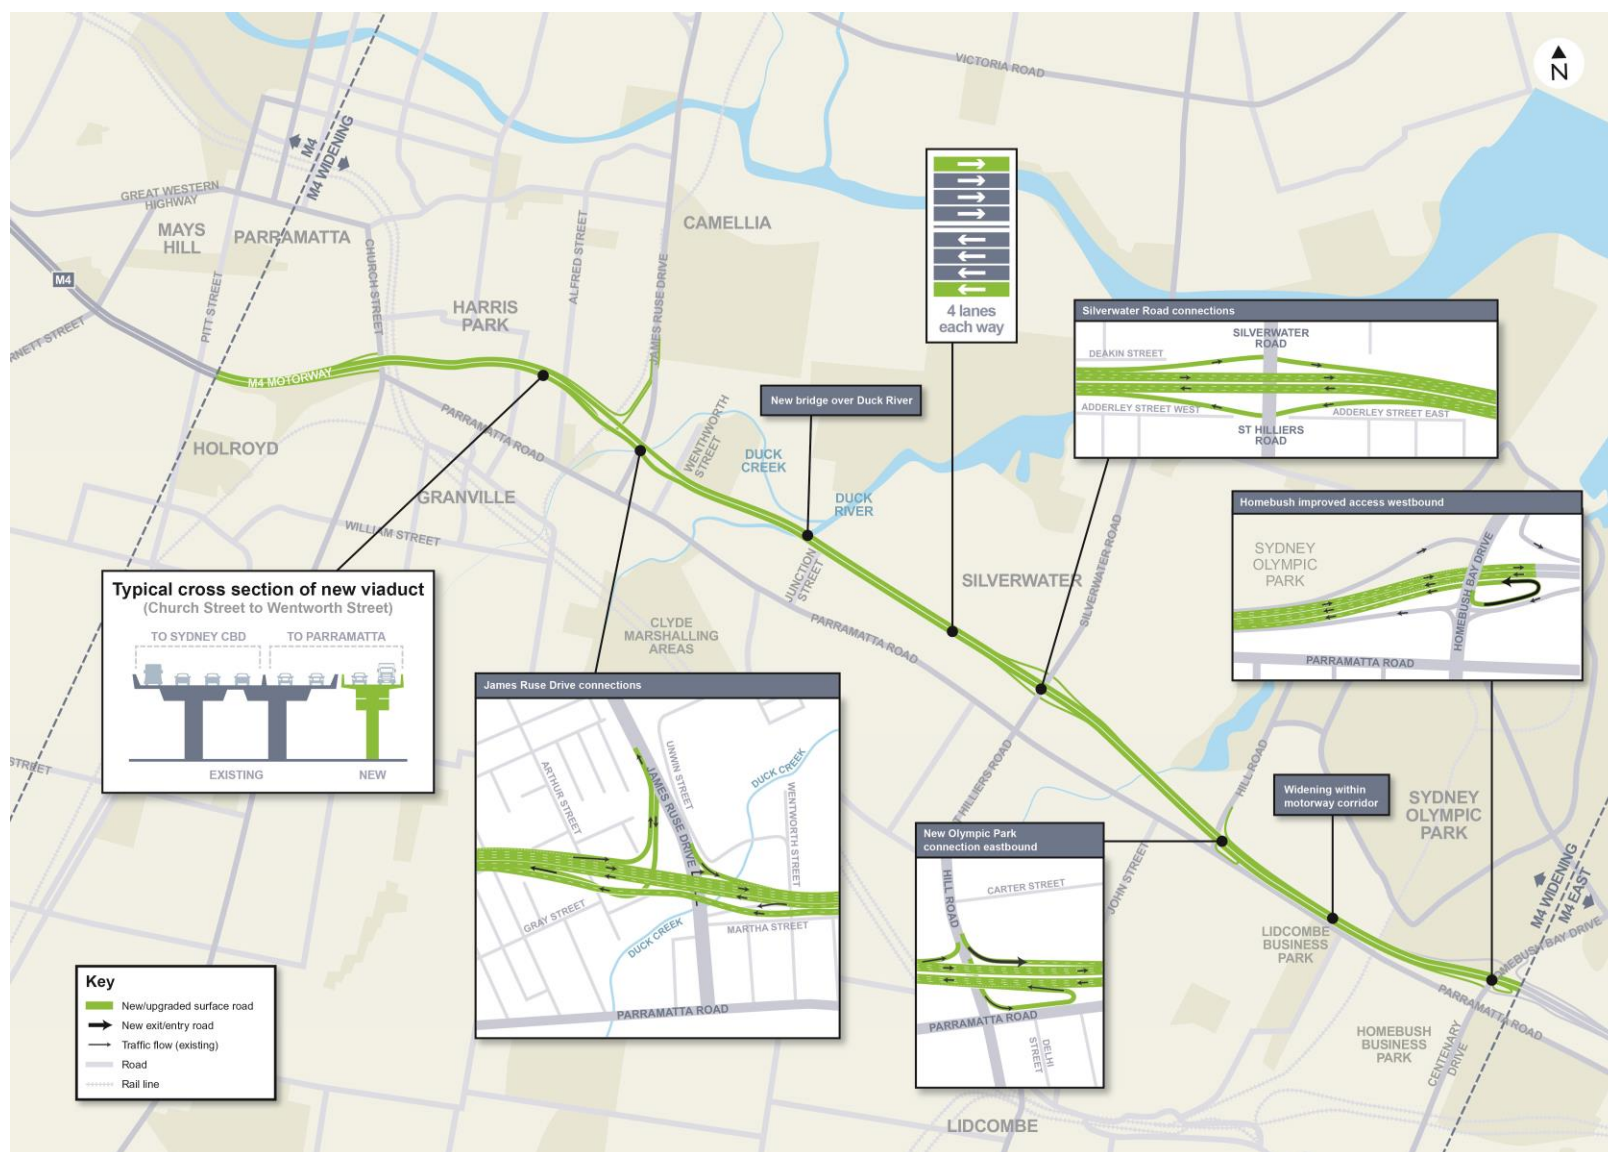 VICTORIA ROAD
N
M4
M4 WIDENING
GREAT WESTERN
HIGHWAY
MAYS
HILL
PARRAMATTA
CAMELLIA
CHURCH STREET
ALFRED STREET
JAMES RUSE DRIVE
PITT STREET
M4
HARRIS
PARK
M4 MOTORWAY
HOLROYD
PARRAMATTA ROAD
GRANVILLE
WILLIAM STREET
WENTHWORTH
STREET
DUCK
CREEK
DUCK
RIVER
New bridge over Duck River
4 lanes
each way
JUNCTION
STREET
SILVERWATER
SILVERWATER ROAD
PARRAMATTA ROAD
CLYDE
MARSHALLING
AREAS
Silverwater Road connections
SILVERWATER
ROAD
DEAKIN STREET
ADDERLEY STREET WEST
ADDERLEY STREET EAST
ST HILLIERS
ROAD
Homebush improved access westbound
SYDNEY
OLYMPIC
PARK
HOMEBUSH BAY DRIVE
PARRAMATTA ROAD
Typical cross section of new viaduct
(Church Street to Wentworth Street)
TO SYDNEY CBD
TO PARRAMATTA
EXISTING
NEW
STREET
James Ruse Drive connections
ARTHUR STREET
JAMES RUSE DRIVE
UNWIN STREET
DUCK CREEK
WENTWORTH STREET
GRAY STREET
DUCK CREEK
MARTHA STREET
PARRAMATTA ROAD
HILLIERS ROAD
HILL ROAD
Widening within
motorway corridor
SYDNEY
OLYMPIC
PARK
New Olympic Park
connection eastbound
HILL ROAD
CARTER STREET
PARRAMATTA ROAD
DELHI
STREET
JOHN STREET
M4 WIDENING
M4 EAST
LIDCOMBE
BUSINESS
PARK
HOMEBUSH BAY DRIVE
PARRAMATTA ROAD
HOMEBUSH
BUSINESS
PARK
CENTENARY
DRIVE
LIDCOMBE
Key
New/upgraded surface road
New exit/entry road
Traffic flow (existing)
Road
Rail line